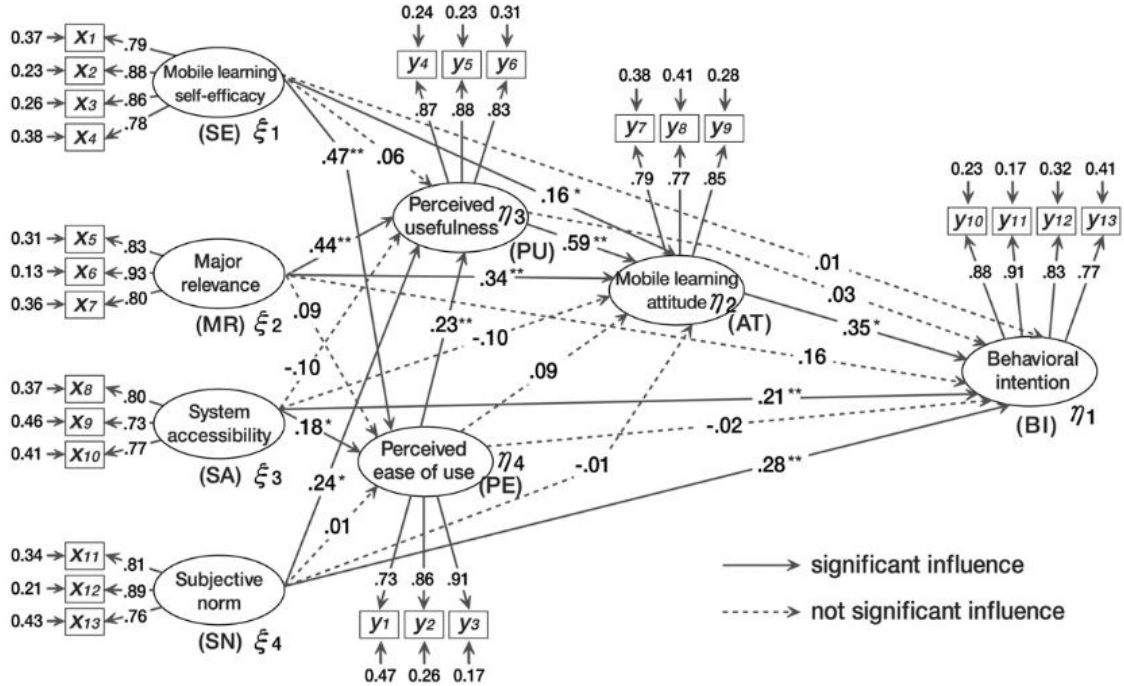 0.37 x1 .79
0.23 x2 .88
0.26 x3 .86
0.38 x4 .78
Mobile learning
self-efficacy
(SE) ξ1
0.31 x5 .83
0.13 x6 .93
0.36 x7 .80
Major
relevance
(MR) ξ2
0.37 x8 .80
0.46 x9 .73
0.41 x10 .77
System
accessibility
(SA) ξ3
0.34 x11 .81
0.21 x12 .89
0.43 x13 .76
Subjective
norm
(SN) ξ4
0.24 0.23 0.31
y4 y5 y6
.87 .88 .83
Perceived
usefulness η3
(PU)
0.38 0.41 0.28
y7 y8 y9
.79 .77 .85
Mobile learning
attitude η2
(AT)
0.23 0.17 0.32 0.41
y10 y11 y12 y13
.88 .91 .83 .77
Behavioral
intention
(BI) η1
Perceived
ease of use
η4
(PE)
.73 .86 .91
y1 y2 y3
0.47 0.26 0.17
.47**
.06
.16*
.01
.44**
.59**
.03
.34**
.09
.23**
-.10
.35*
.16
-.10
.09
.21**
.18*
-.02
.24*
.01
-.01
.28**
significant influence
not significant influence